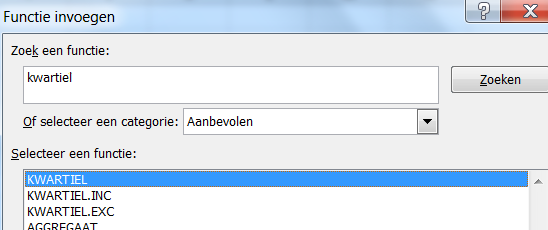 Functie invoegen
?
Zoek een functie:
kwartiel
Zoeken
Of selecteer een categorie: Aanbevolen
Selecteer een functie:
KWARTIEL
KWARTIEL.INC
KWARTIEL.EXC
AGGREGAAT